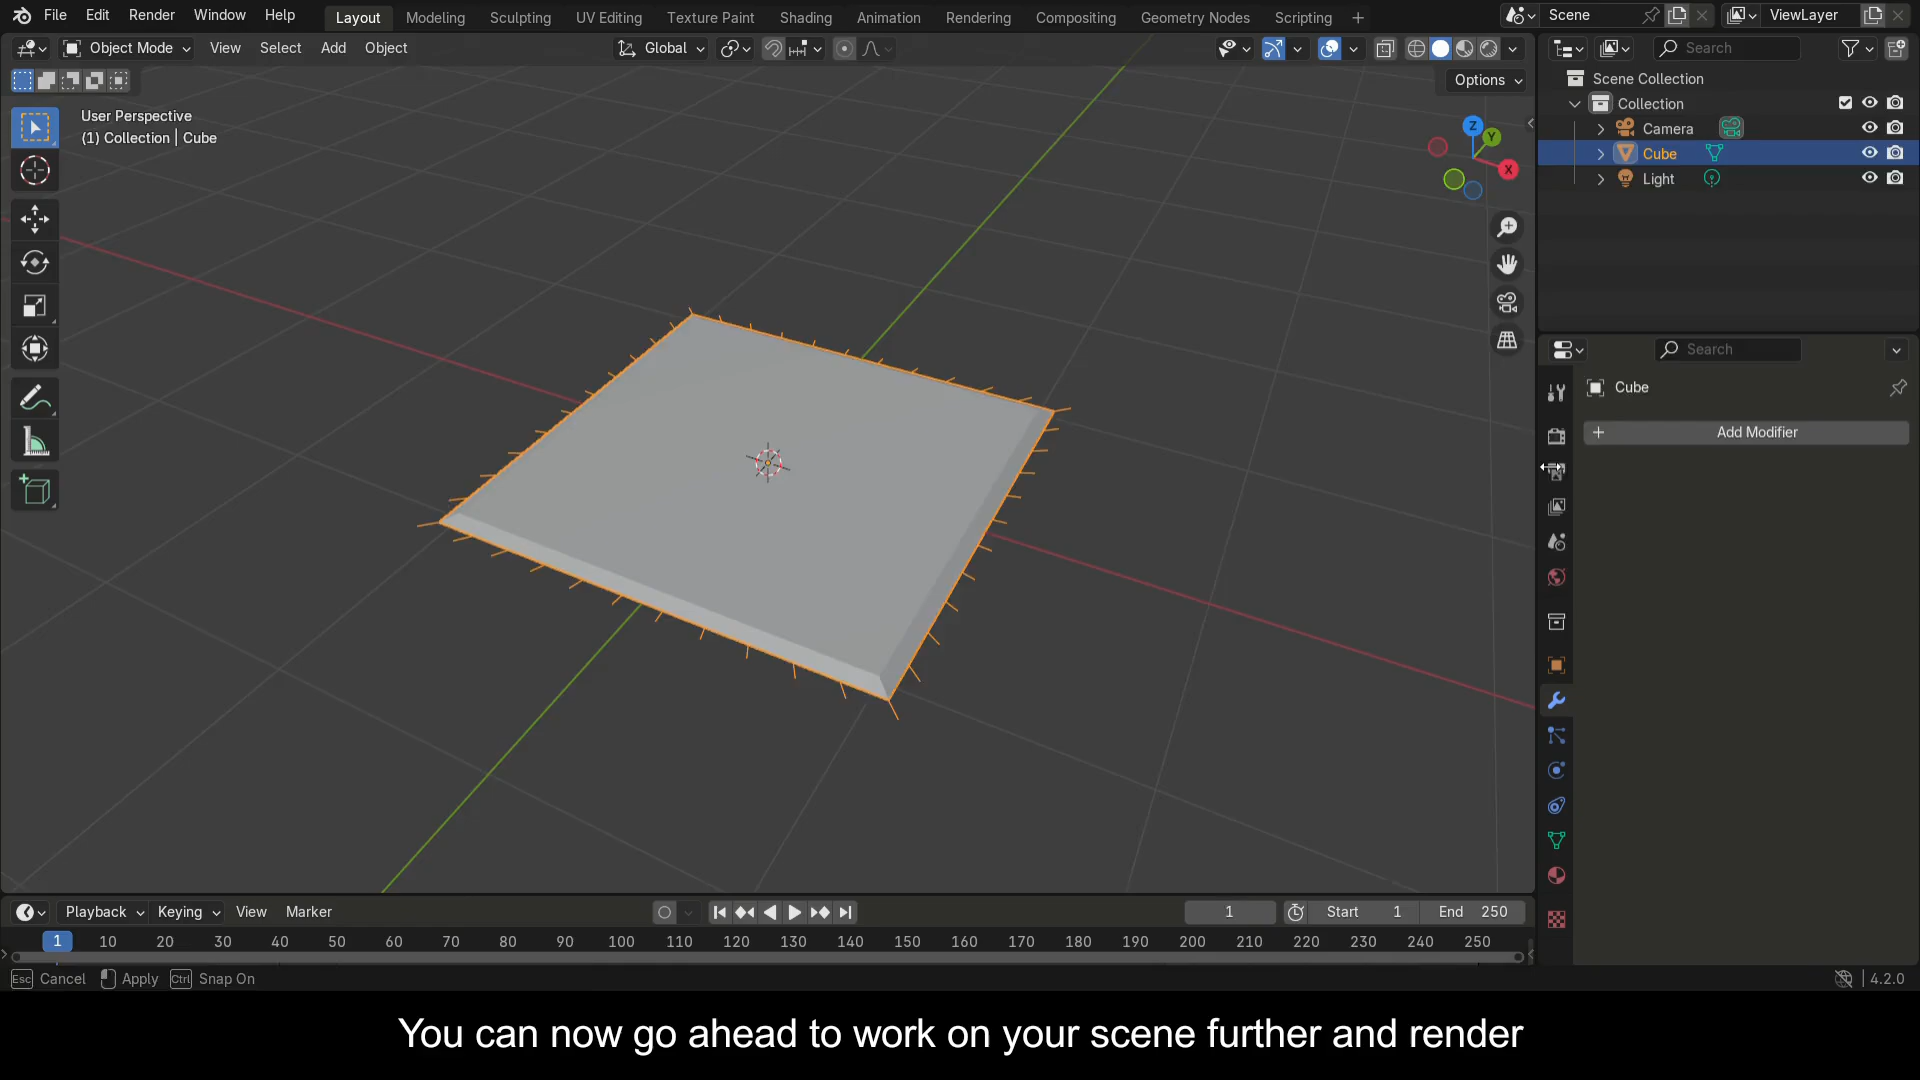 File Edit Render Window Help
Layout Modeling Sculpting UV Editing Texture Paint Shading Animation Rendering Compositing Geometry Nodes Scripting
Scene
ViewLayer
Object Mode View Select Add Object
Global
Search
Options
User Perspective
(1) Collection | Cube
Z
Y
X
Scene Collection
Collection
Camera
Cube
Light
Search
Cube
Add Modifier
Playback Keying View Marker
1
Start 1
End 250
1 10 20 30 40 50 60 70 80 90 100 110 120 130 140 150 160 170 180 190 200 210 220 230 240 250
Esc Cancel Apply Ctrl Snap On
4.2.0
You can now go ahead to work on your scene further and render